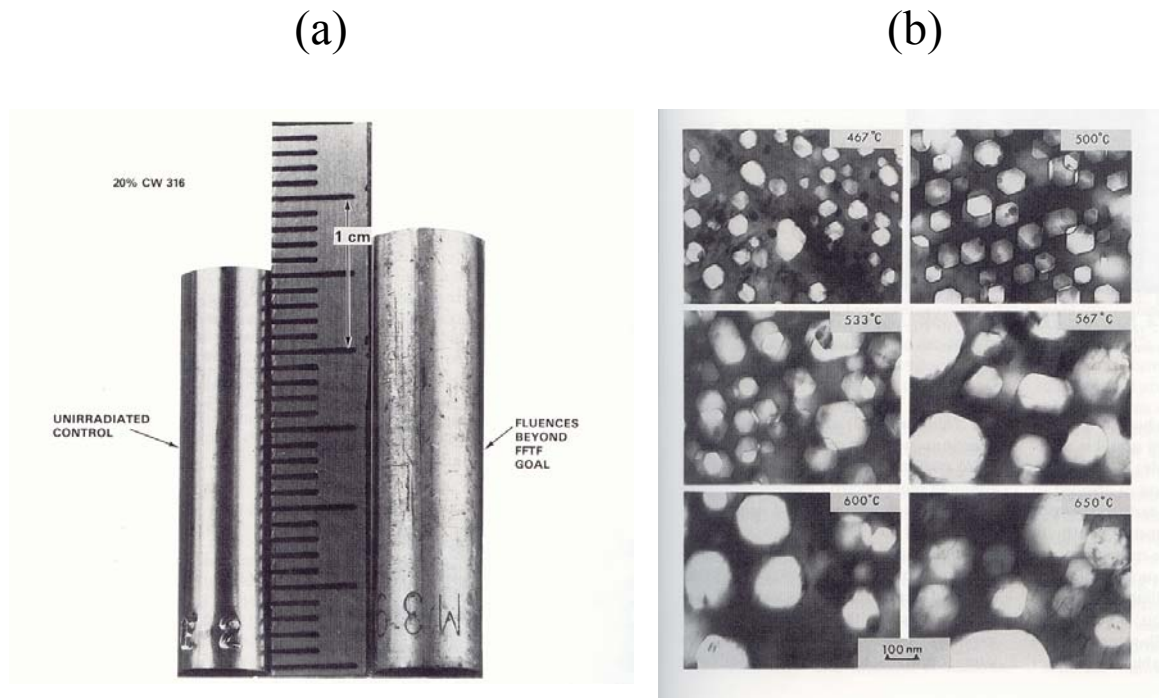 (a)
(b)
20% CW 316
1 cm
UNIRRADIATED
CONTROL
FLUENCES
BEYOND
FFTF
GOAL
467°C
500°C
533°C
567°C
600°C
650°C
100 nm